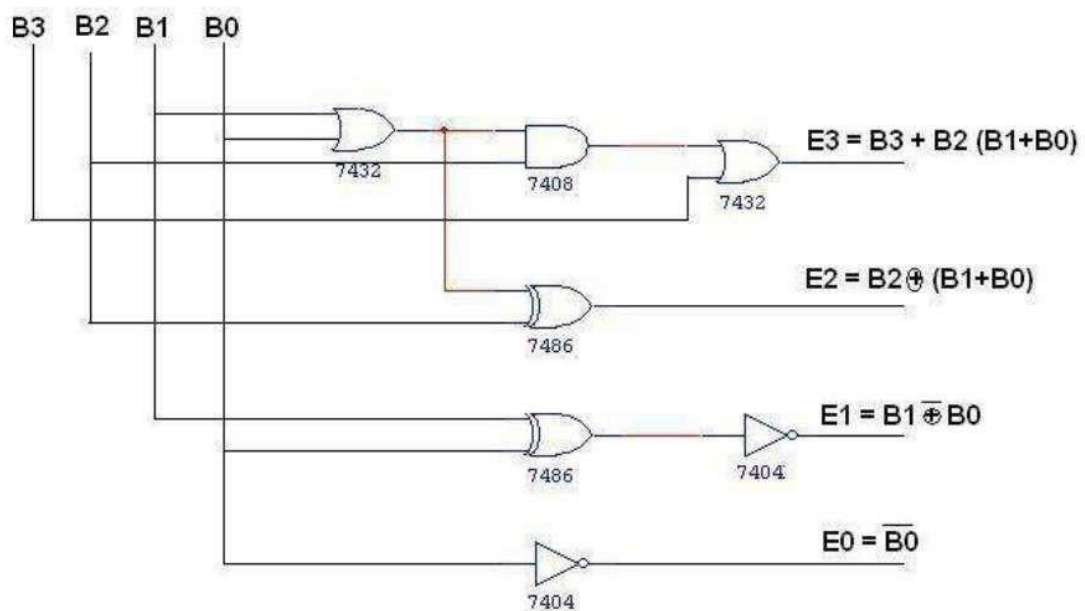 B3 B2 B1 B0
7432
7408
7432
E3 = B3 + B2 (B1+B0)
E2 = B2 ⊕ (B1+B0)
7486
E1 = B1 ⊕̅ B0
7486
7404
E0 = B̅0̅
7404